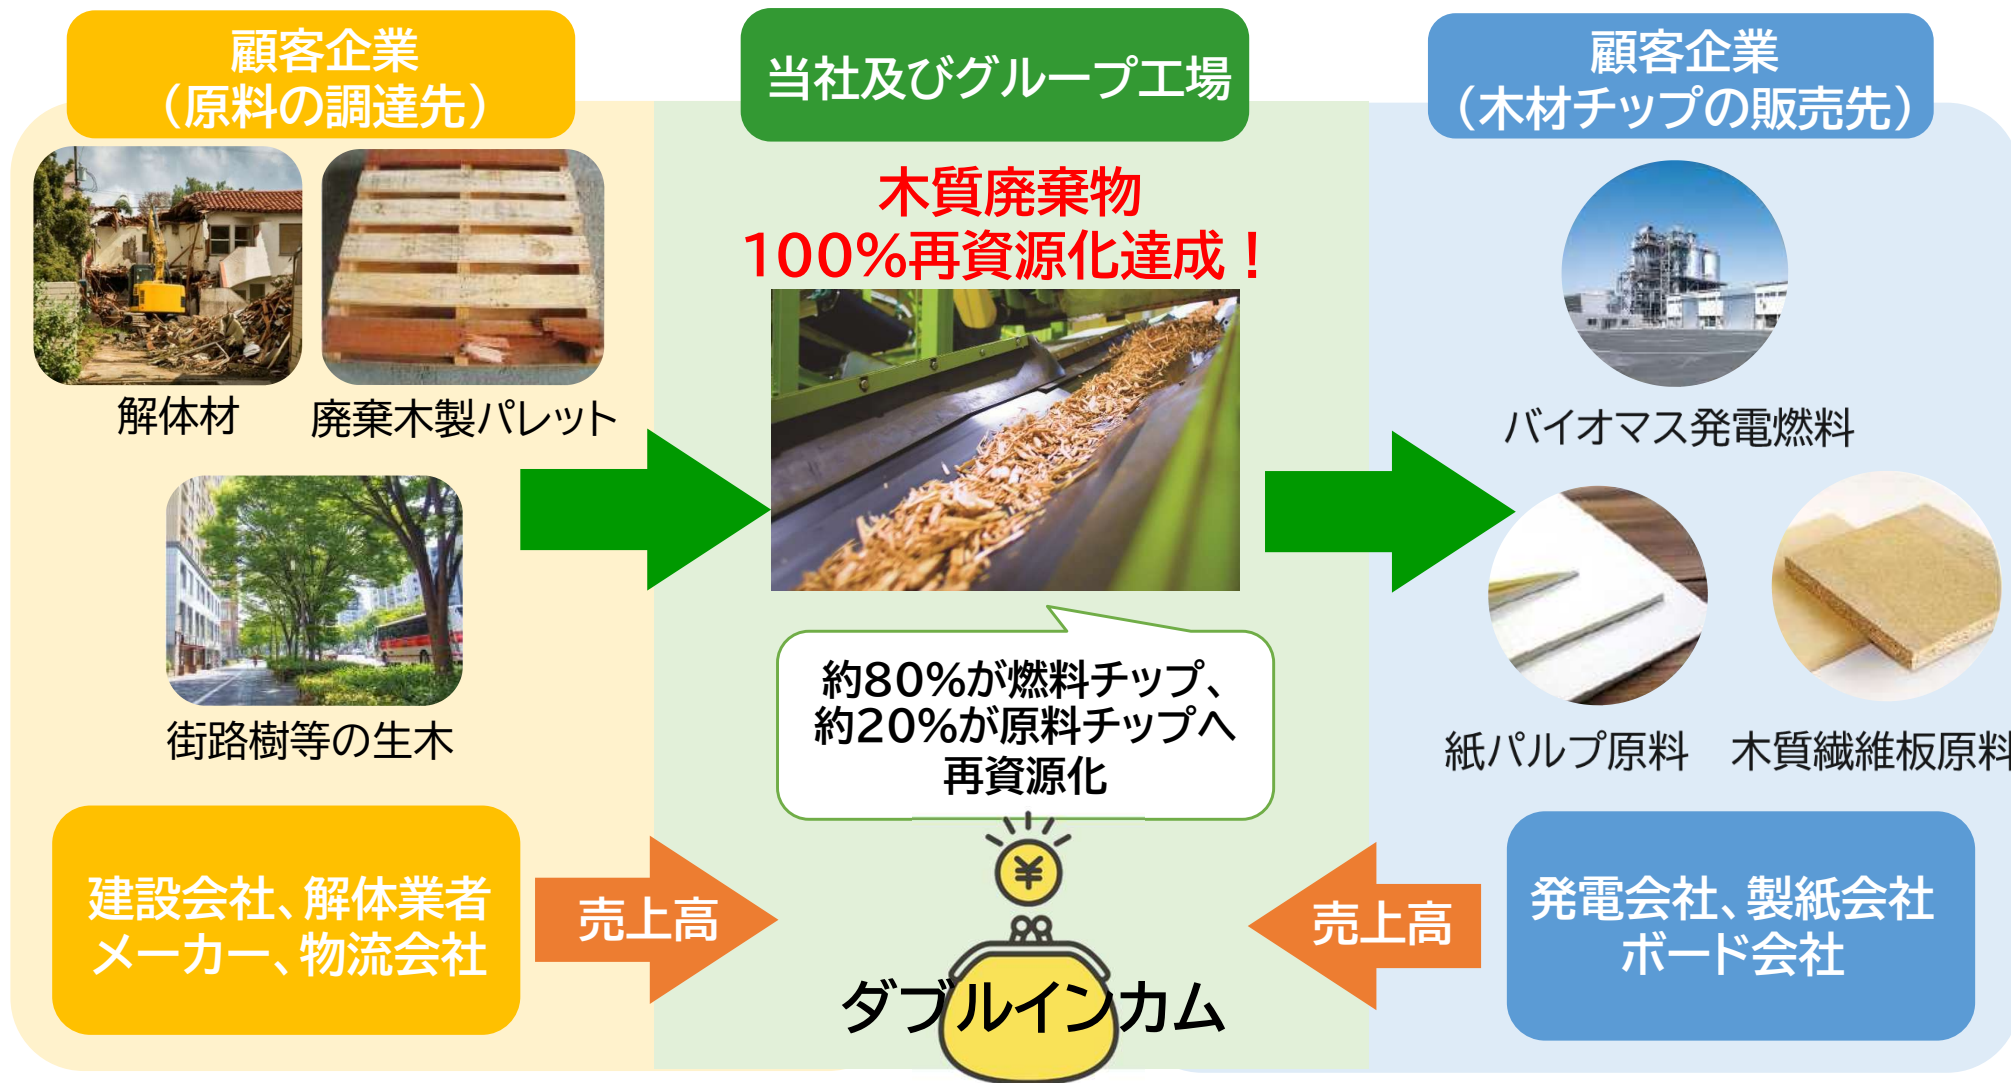 顧客企業
（原料の調達先）
当社及びグループ工場
顧客企業
（木材チップの販売先）
木質廃棄物
100%再資源化達成！
解体材
廃棄木製パレット
バイオマス発電燃料
街路樹等の生木
約80%が燃料チップ、
約20%が原料チップへ
再資源化
紙パルプ原料
木質繊維板原料
建設会社、解体業者
メーカー、物流会社
売上高
¥
ダブルインカム
売上高
発電会社、製紙会社
ボード会社